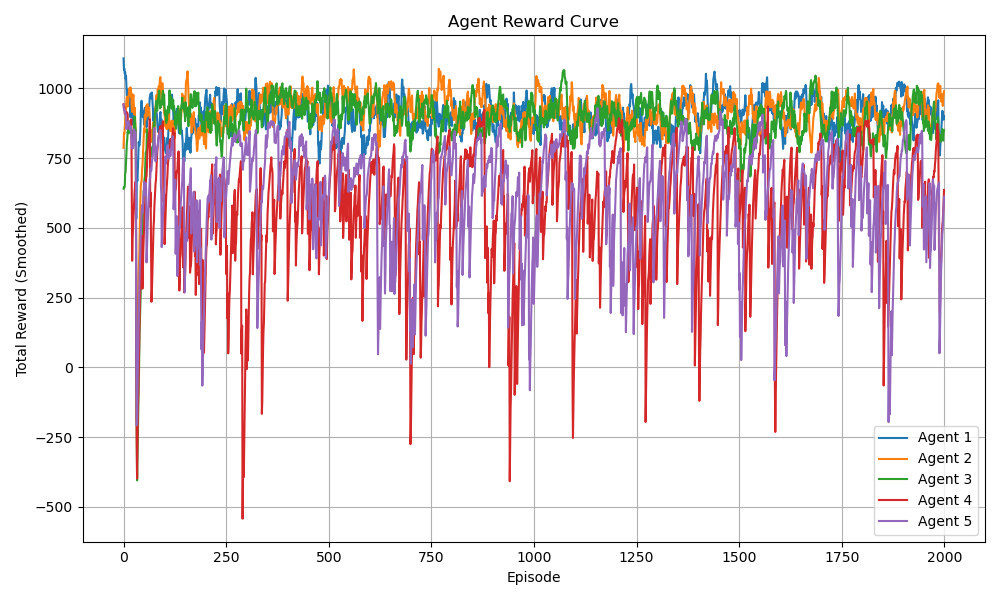 Agent Reward Curve
Total Reward (Smoothed)
1000
750
500
250
0
−250
−500
0
250
500
750
1000
1250
1500
1750
2000
Episode
Agent 1
Agent 2
Agent 3
Agent 4
Agent 5